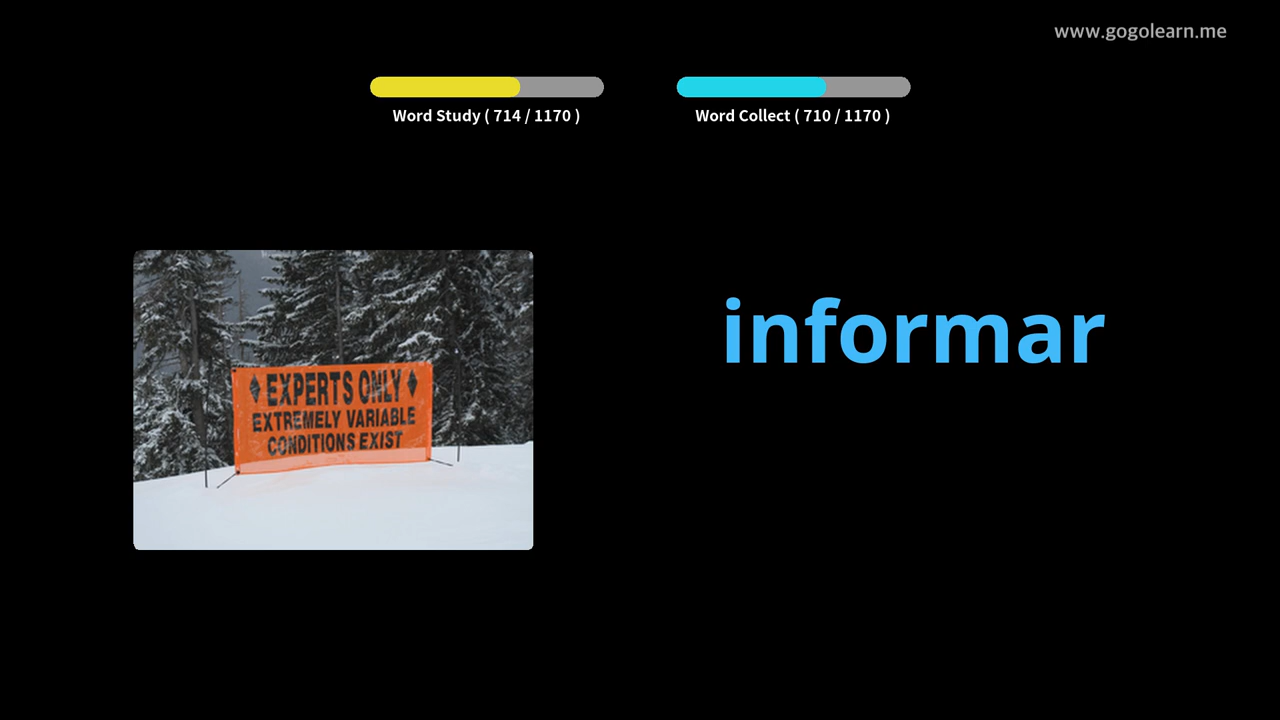 www.gogolearn.me
Word Study ( 714 / 1170 )
Word Collect ( 710 / 1170 )
informar
EXPERTS ONLY
EXTREMELY VARIABLE
CONDITIONS EXIST